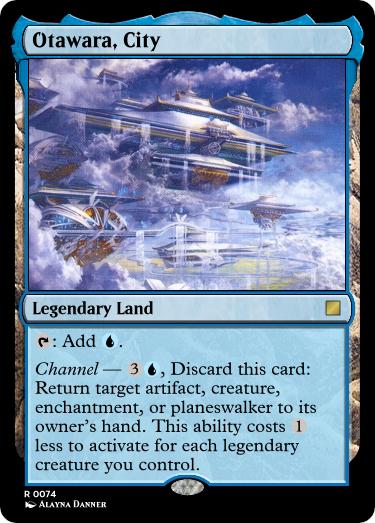 Otawara, City
Legendary Land
: Add .
Channel — 3 , Discard this card:
Return target artifact, creature,
enchantment, or planeswalker to its
owner's hand. This ability costs 1
less to activate for each legendary
creature you control.
R 0074
Alayna Danner